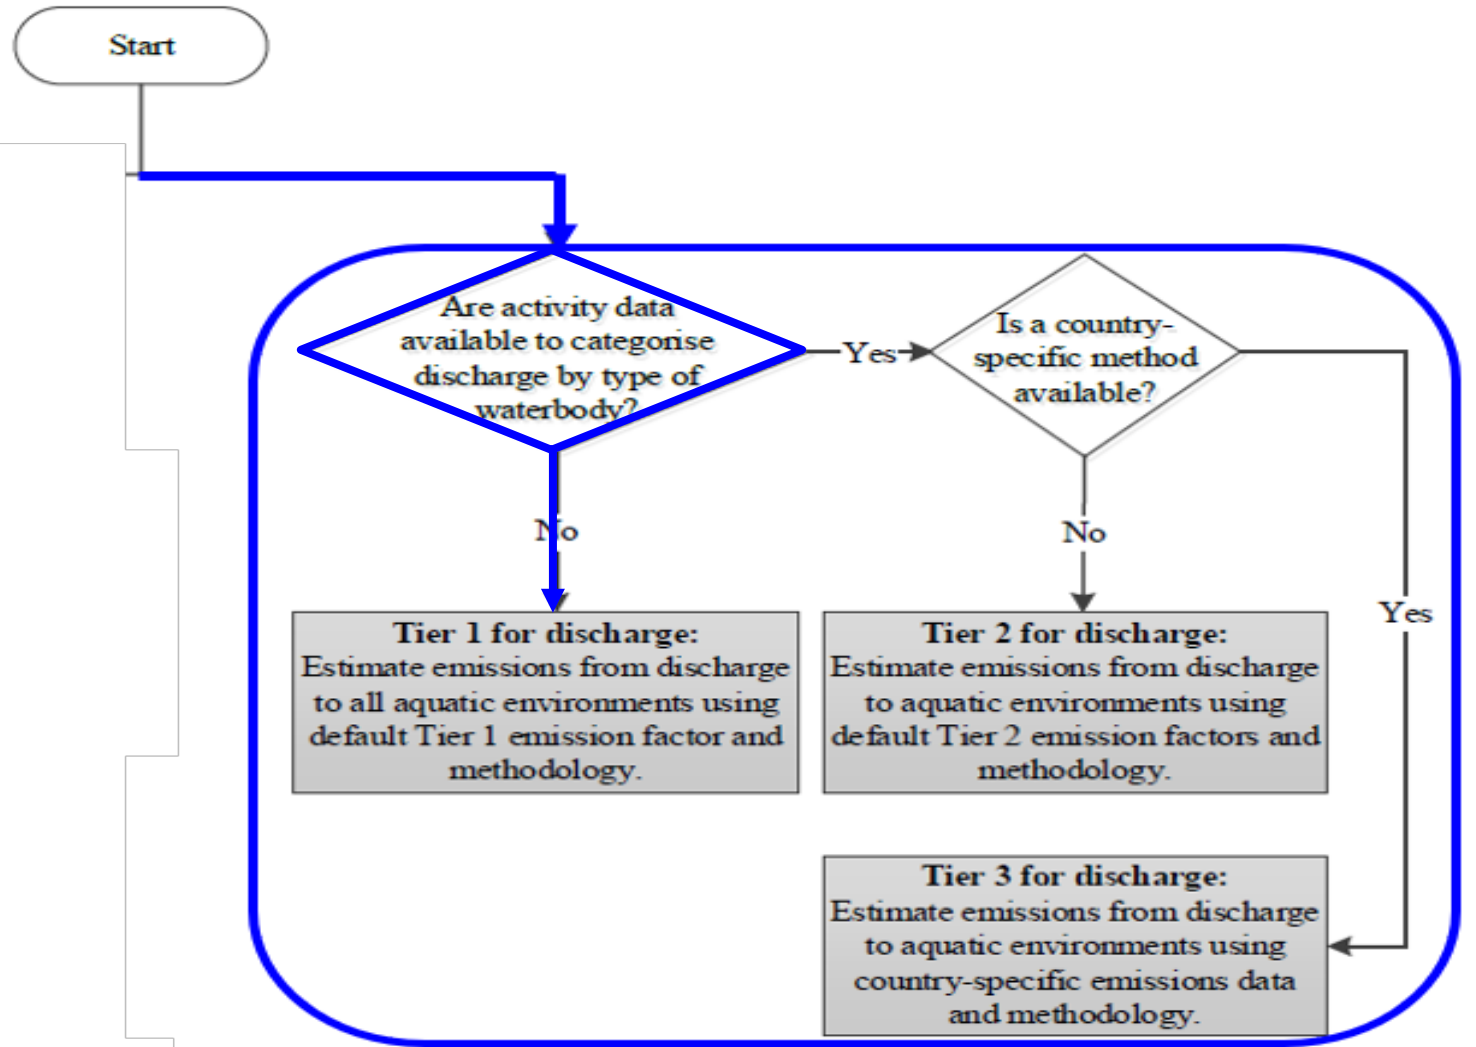 Start
Are activity data
available to categorise
discharge by type of
waterbody?
Yes
Is a country-
specific method
available?
No
No
Yes
Tier 1 for discharge:
Estimate emissions from discharge
to all aquatic environments using
default Tier 1 emission factor and
methodology.
Tier 2 for discharge:
Estimate emissions from discharge
to aquatic environments using
default Tier 2 emission factors and
methodology.
Tier 3 for discharge:
Estimate emissions from discharge
to aquatic environments using
country-specific emissions data
and methodology.